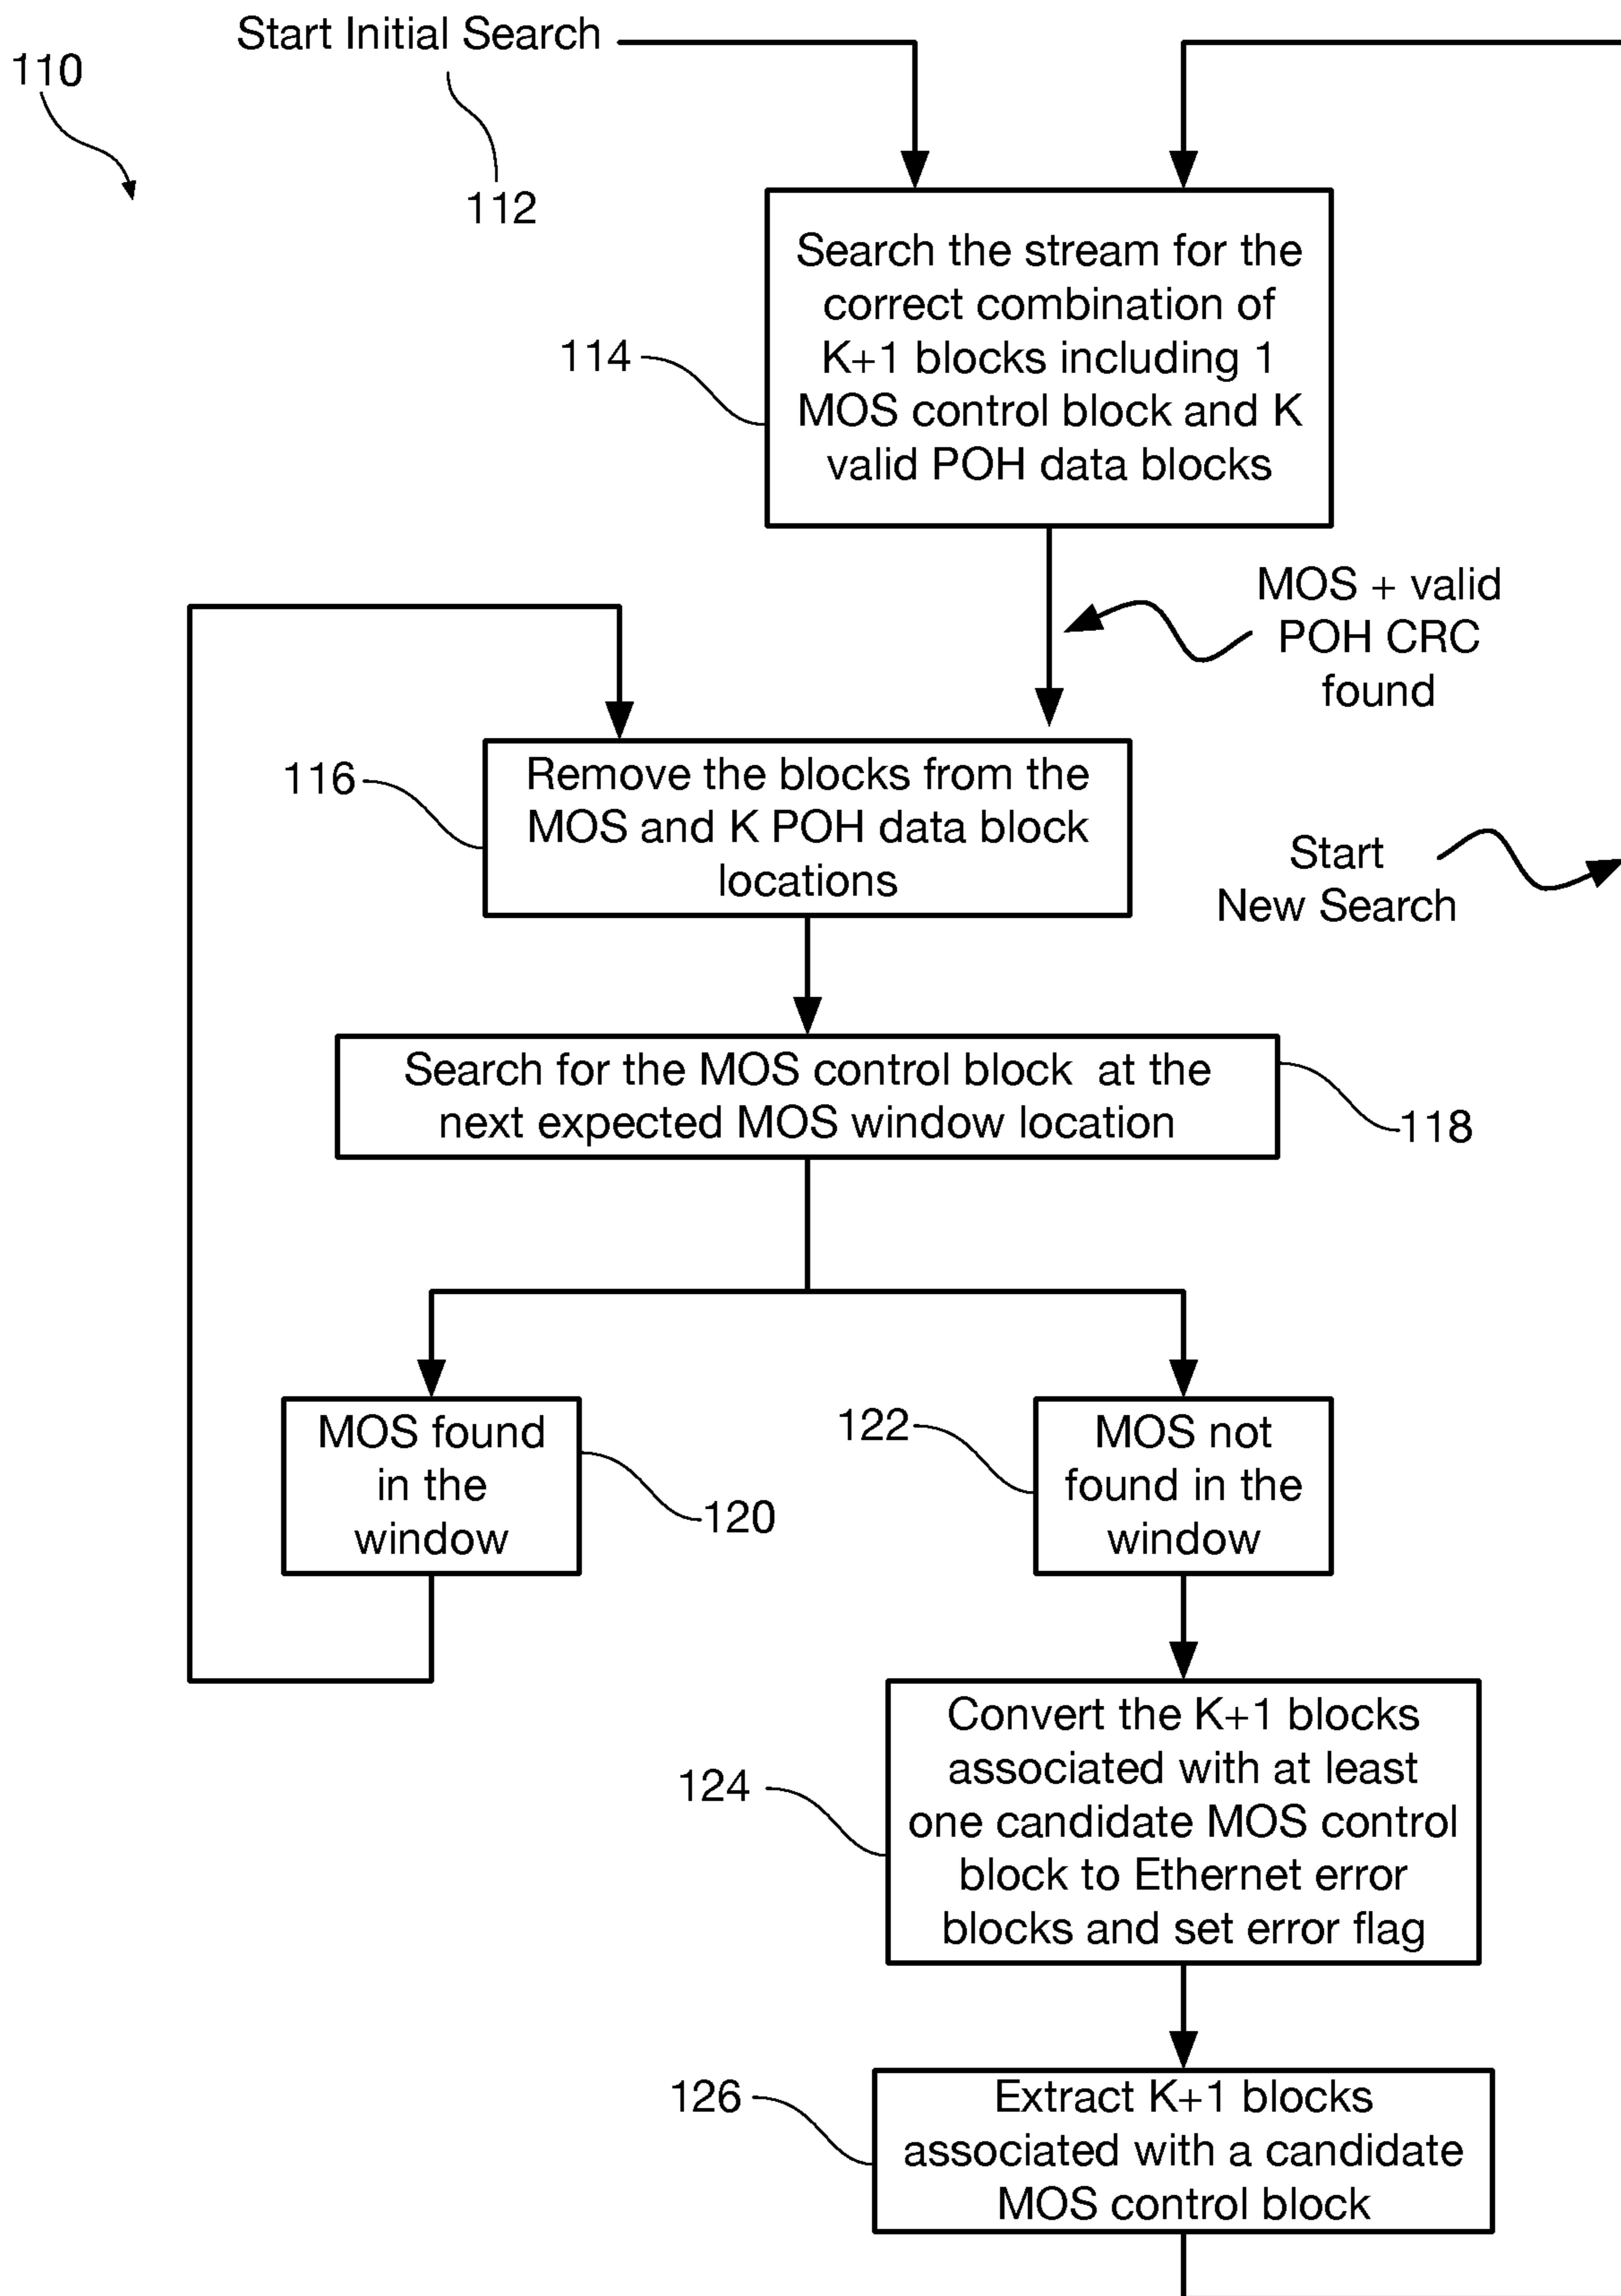 Start Initial Search
110
112
Search the stream for the
correct combination of
K+1 blocks including 1
MOS control block and K
valid POH data blocks
114
MOS + valid
POH CRC
found
116
Remove the blocks from the
MOS and K POH data block
locations
Start
New Search
Search for the MOS control block at the
next expected MOS window location
118
MOS found
in the
window
120
122
MOS not
found in the
window
Convert the K+1 blocks
associated with at least
one candidate MOS control
block to Ethernet error
blocks and set error flag
124
126
Extract K+1 blocks
associated with a candidate
MOS control block